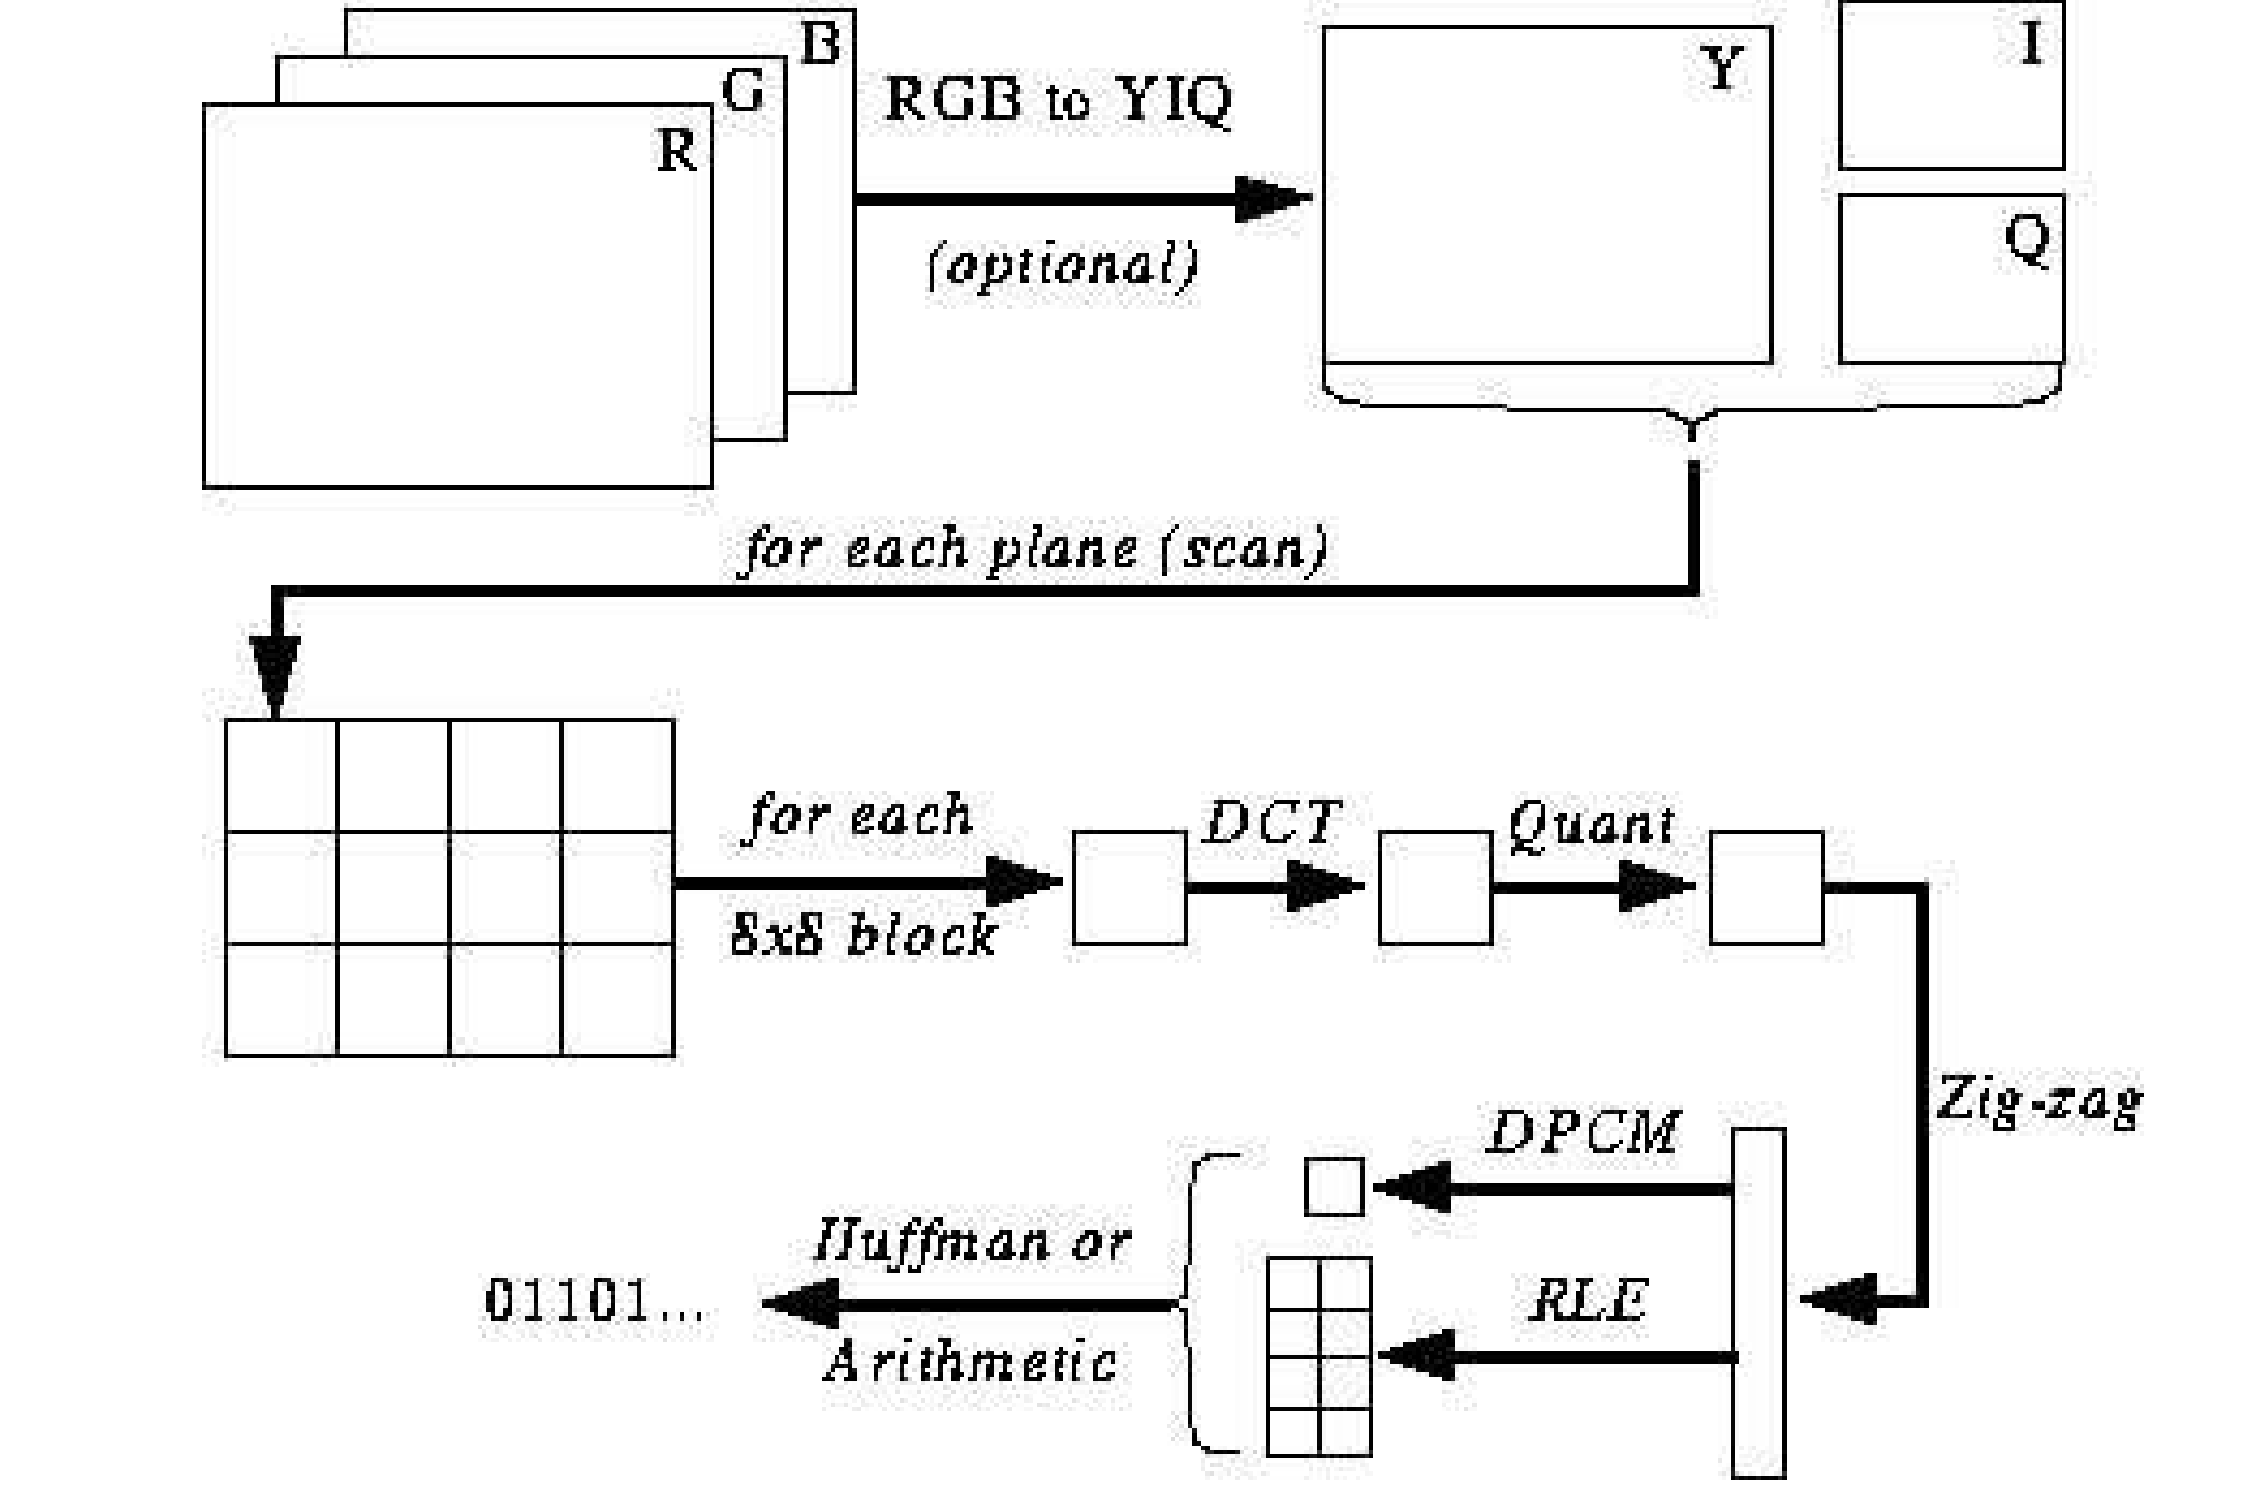 B
G
R
RGB to YIQ
(optional)
Y
I
Q
for each plane (scan)
for each
8x8 block
DCT
Quant
Zig-zag
DPCM
RLE
Huffman or
Arithmetic
01101...